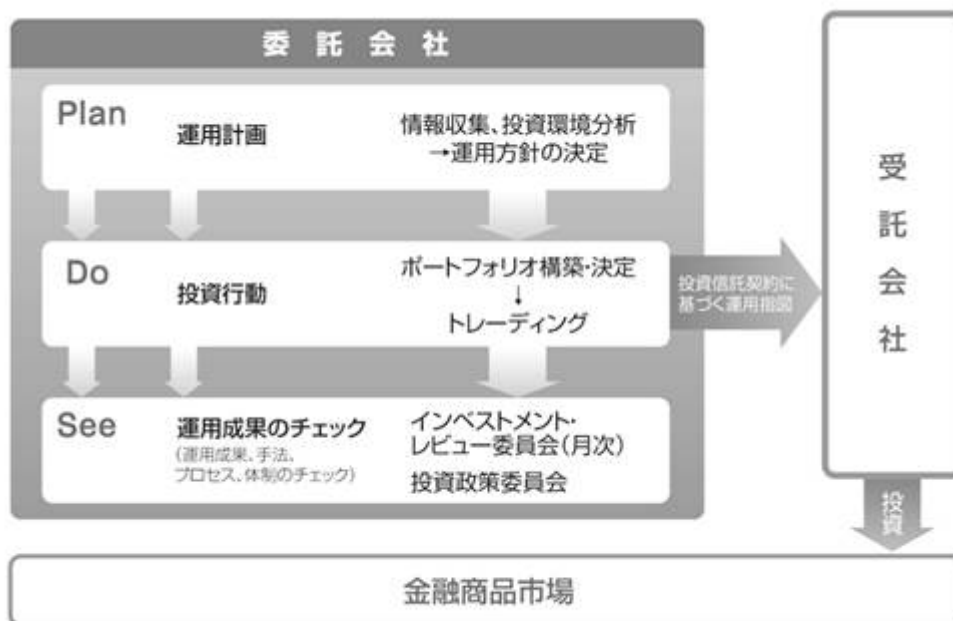 委託会社
Plan
運用計画
情報収集、投資環境分析
→運用方針の決定
Do
投資行動
ポートフォリオ構築・決定
↓
トレーディング
投資信託契約に
基づく運用指図
See
運用成果のチェック
(運用成果、手法、
プロセス、体制のチェック)
インベストメント・
レビュー委員会(月次)
投資政策委員会
受託会社
投資
金融商品市場